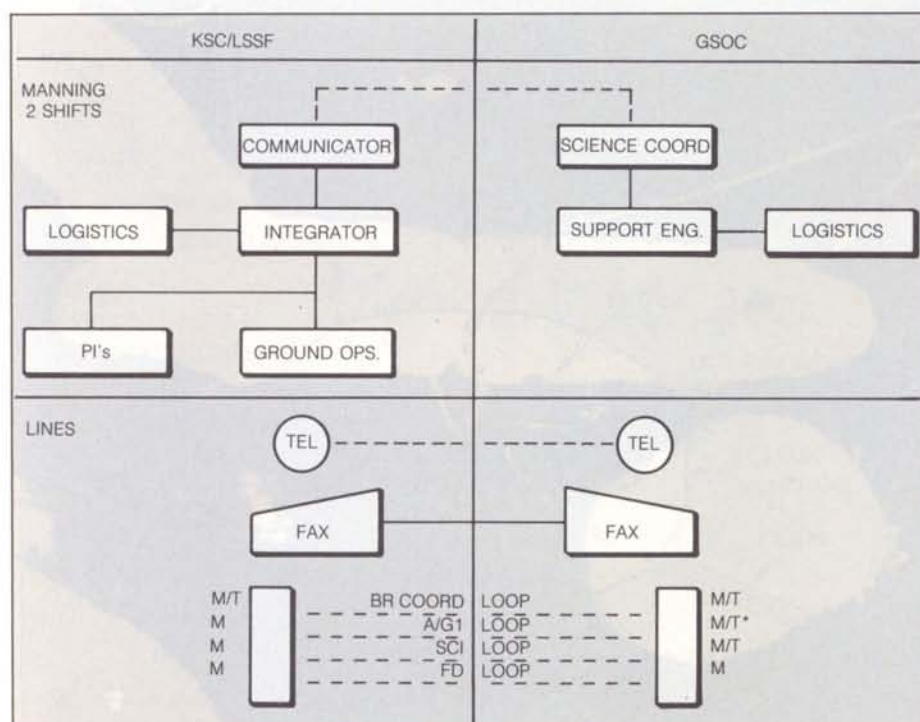 KSC/LSSF GSOC
MANNING
2 SHIFTS
COMMUNICATOR SCIENCE COORD
LOGISTICS INTEGRATOR SUPPORT ENG. LOGISTICS
PI's GROUND OPS.
LINES
TEL TEL
FAX FAX
M/T BR COORD LOOP M/T
M A/G1 LOOP M/T*
M SCI LOOP M/T
M FD LOOP M